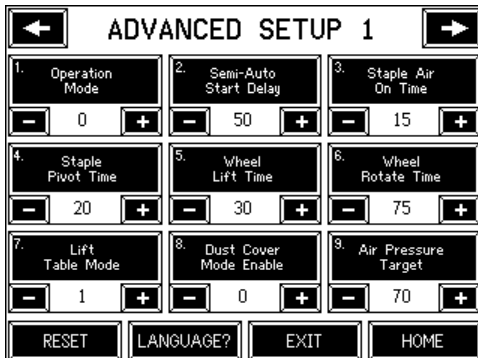 ADVANCED SETUP 1
1. Operation
Mode
- 0 +
2. Semi-Auto
Start Delay
- 50 +
3. Staple Air
On Time
- 15 +
4. Staple
Pivot Time
- 20 +
5. Wheel
Lift Time
- 30 +
6. Wheel
Rotate Time
- 75 +
7. Lift
Table Mode
- 1 +
8. Dust Cover
Mode Enable
- 0 +
9. Air Pressure
Target
- 70 +
RESET LANGUAGE? EXIT HOME